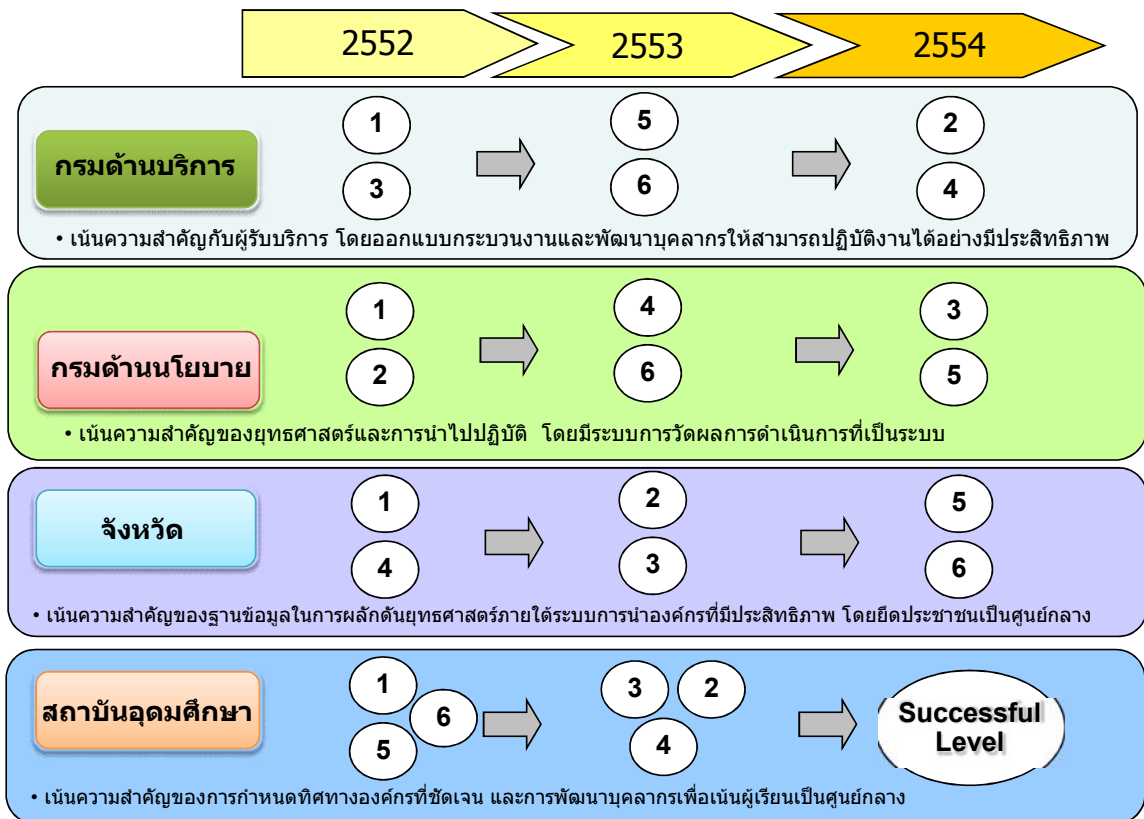 2552 2553 2554
1 5 2
กรมด้านบริการ
3 6 4
• เน้นความสำคัญกับผู้รับบริการ โดยออกแบบกระบวนงานและพัฒนาบุคลากรให้สามารถปฏิบัติงานได้อย่างมีประสิทธิภาพ
1 4 3
กรมด้านนโยบาย
2 6 5
• เน้นความสำคัญของยุทธศาสตร์และการนำไปปฏิบัติ โดยมีระบบการวัดผลการดำเนินการที่เป็นระบบ
1 2 5
จังหวัด
4 3 6
• เน้นความสำคัญของฐานข้อมูลในการผลักดันยุทธศาสตร์ภายใต้ระบบการนำองค์กรที่มีประสิทธิภาพ โดยยึดประชาชนเป็นศูนย์กลาง
1 3 2
สถาบันอุดมศึกษา 6 Successful
5 4 Level
• เน้นความสำคัญของการกำหนดทิศทางองค์กรที่ชัดเจน และการพัฒนาบุคลากรเพื่อเน้นผู้เรียนเป็นศูนย์กลาง